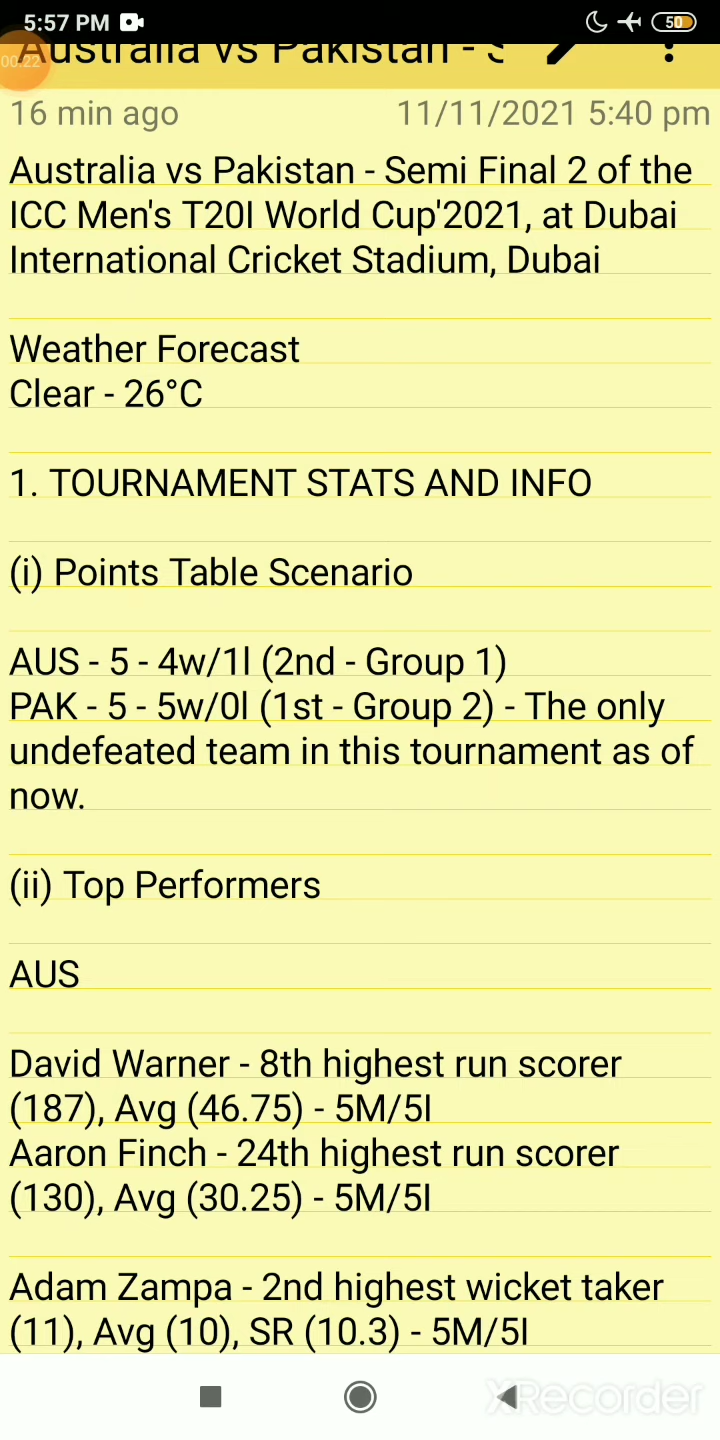 5:57 PM
50
00:22
Australia vs Pakistan - S
16 min ago
11/11/2021 5:40 pm
Australia vs Pakistan - Semi Final 2 of the
ICC Men's T20I World Cup'2021, at Dubai
International Cricket Stadium, Dubai
Weather Forecast
Clear - 26°C
1. TOURNAMENT STATS AND INFO
(i) Points Table Scenario
AUS - 5 - 4w/1l (2nd - Group 1)
PAK - 5 - 5w/0l (1st - Group 2) - The only
undefeated team in this tournament as of
now.
(ii) Top Performers
AUS
David Warner - 8th highest run scorer
(187), Avg (46.75) - 5M/5I
Aaron Finch - 24th highest run scorer
(130), Avg (30.25) - 5M/5I
Adam Zampa - 2nd highest wicket taker
(11), Avg (10), SR (10.3) - 5M/5I
XRecorder